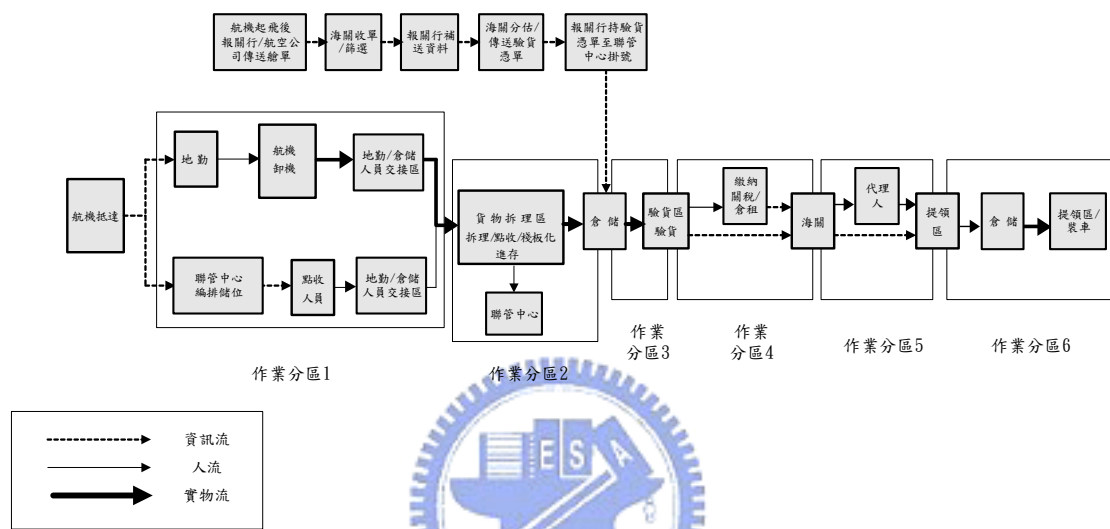 航機起飛後
報關行/航空公
司傳送艙單
海關收單
/篩選
報關行補
送資料
海關分估/
傳送驗貨
憑單
報關行持驗貨
憑單至聯管
中心掛號
航機抵達
地勤
航機
卸機
地勤/倉儲
人員交接區
聯管中心
編排儲位
點收
人員
地勤/倉儲
人員交接區
貨物拆理區
拆理/點收/棧板化
進存
聯管中心
倉儲
驗貨區
驗貨
繳納
關稅/
倉租
海關
代理
人
提領
區
倉儲
提領區/
裝車
作業分區1
作業分區2
作業
分區3
作業
分區4
作業分區5
作業分區6
資訊流
人流
實物流
E S A